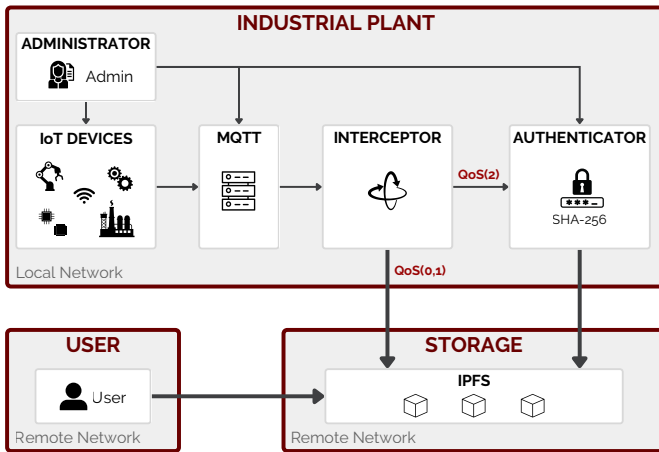 INDUSTRIAL PLANT
ADMINISTRATOR
Admin
IoT DEVICES
MQTT
INTERCEPTOR
AUTHENTICATOR
QoS(2)
***_
SHA-256
Local Network
QoS(0,1)
USER
User
Remote Network
STORAGE
IPFS
Remote Network